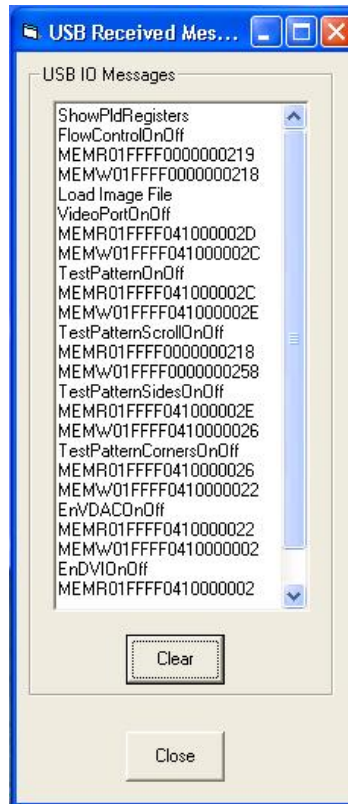 USB Received Mes...
USB IO Messages
ShowPldRegisters
FlowControlOnOff
MEMR01FFFF0000000219
MEMW01FFFF0000000218
Load Image File
VideoPortOnOff
MEMR01FFFF041000002D
MEMW01FFFF041000002C
TestPatternOnOff
MEMR01FFFF041000002C
MEMW01FFFF041000002E
TestPatternScrollOnOff
MEMR01FFFF0000000218
MEMW01FFFF0000000258
TestPatternSidesOnOff
MEMR01FFFF041000002E
MEMW01FFFF0410000026
TestPatternCornersOnOff
MEMR01FFFF0410000026
MEMW01FFFF0410000022
EnVDACOnOff
MEMR01FFFF0410000022
MEMW01FFFF0410000002
EnDVIOnOff
MEMR01FFFF0410000002
Clear
Close